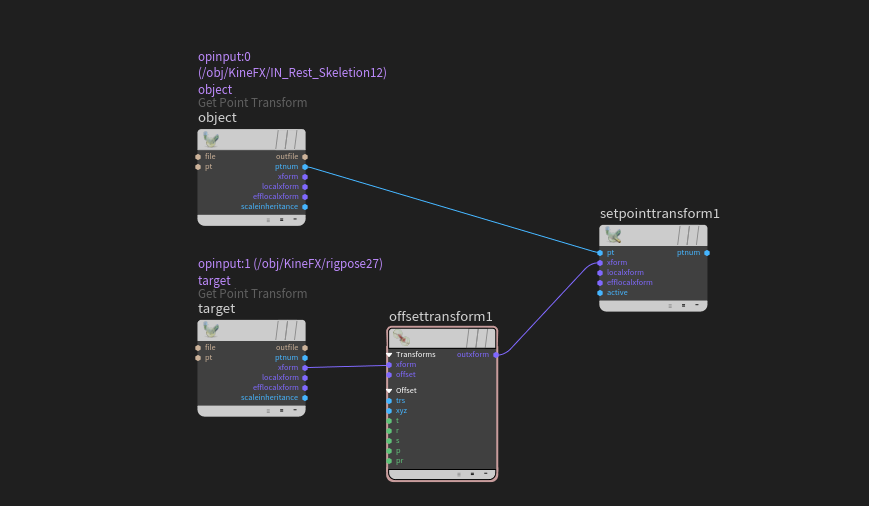 opinput:0
(/obj/KineFX/IN_Rest_Skeletion12)
object
Get Point Transform
object
file outfile
pt ptnum
xform
localxform
efflocalxform
scaleinheritance
setpointtransform1
pt ptnum
xform
localxform
efflocalxform
active
opinput:1 (/obj/KineFX/rigpose27)
target
Get Point Transform
target
file outfile
pt ptnum
xform
localxform
efflocalxform
scaleinheritance
offsettransform1
Transforms outxform
xform
offset
Offset
trs
xyz
t
r
s
p
pr